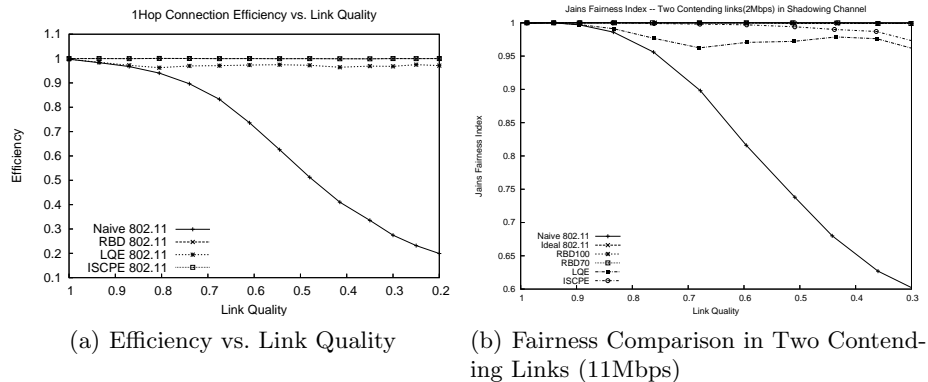 1Hop Connection Efficiency vs. Link Quality
1.1
1
0.9
0.8
0.7
0.6
0.5
0.4
0.3
0.2
0.1
Efficiency
Naive 802.11
RBD 802.11
LQE 802.11
ISCPE 802.11
1 0.9 0.8 0.7 0.6 0.5 0.4 0.3 0.2
Link Quality
(a) Efficiency vs. Link Quality
Jains Fairness Index -- Two Contending links(2Mbps) in Shadowing Channel
1
0.95
0.9
0.85
0.8
0.75
0.7
0.65
0.6
Jains Fairness Index
Naive 802.11
Ideal 802.11
RBD100
RBD70
LQE
ISCPE
1 0.9 0.8 0.7 0.6 0.5 0.4 0.3
Link Quality
(b) Fairness Comparison in Two Contend-
ing Links (11Mbps)